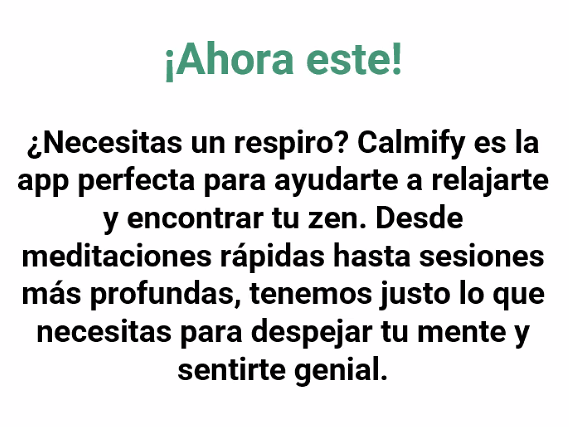 ¡Ahora este!
¿Necesitas un respiro? Calmify es la
app perfecta para ayudarte a relajarte
y encontrar tu zen. Desde
meditaciones rápidas hasta sesiones
más profundas, tenemos justo lo que
necesitas para despejar tu mente y
sentirte genial.